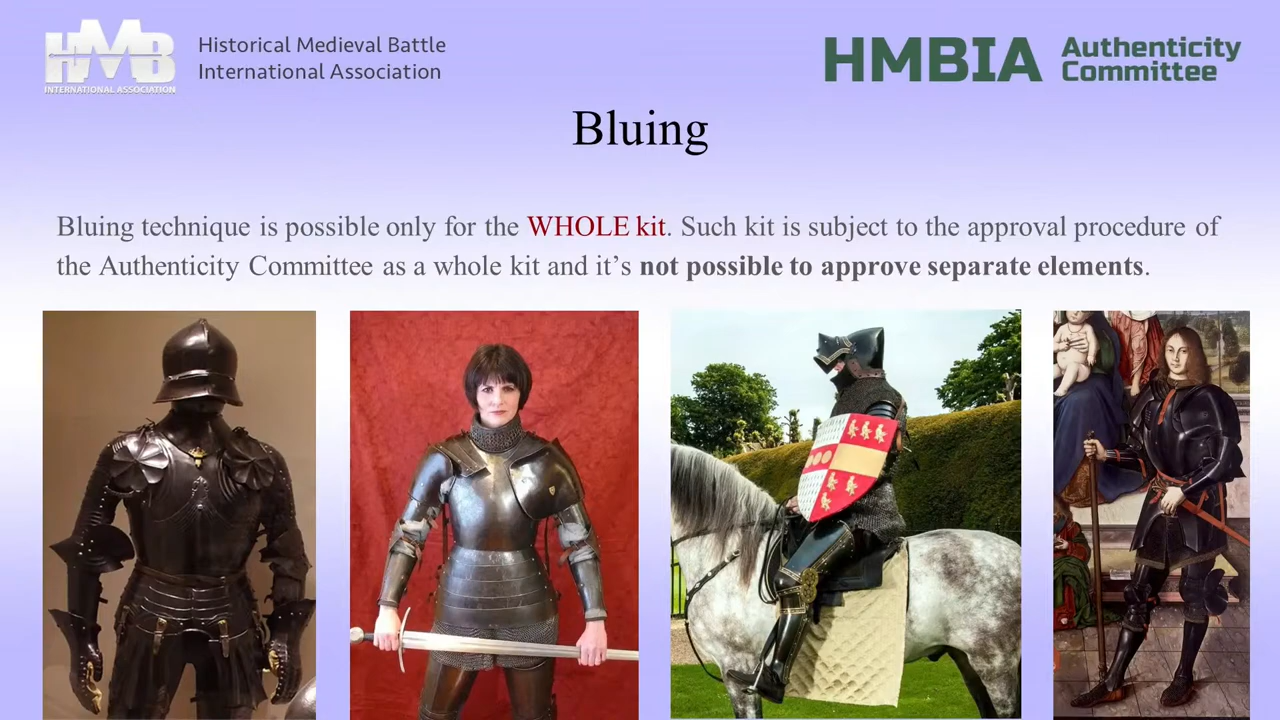 HMB
INTERNATIONAL ASSOCIATION
Historical Medieval Battle
International Association
HMBIA
Authenticity
Committee
Bluing
Bluing technique is possible only for the WHOLE kit. Such kit is subject to the approval procedure of
the Authenticity Committee as a whole kit and it’s not possible to approve separate elements.